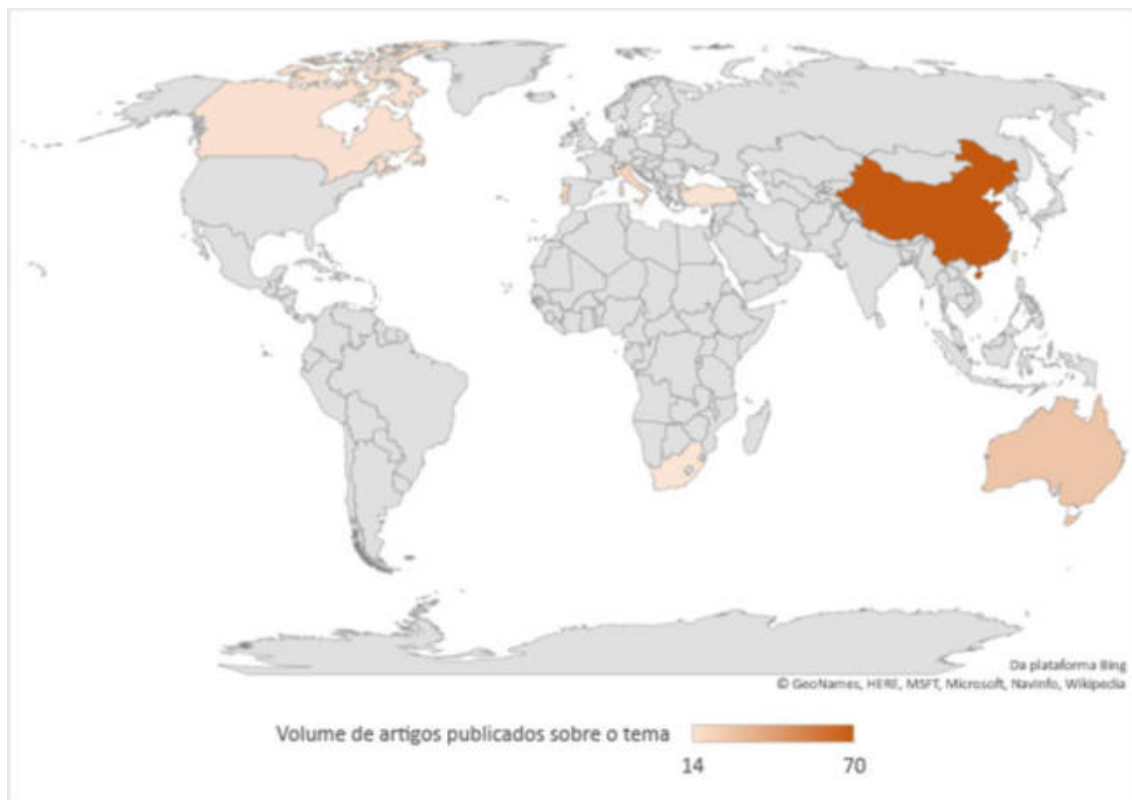 Da plataforma Bing
© GeoNames, HERE, MSFT, Microsoft, NavInfo, Wikipedia
Volume de artigos publicados sobre o tema
14 70